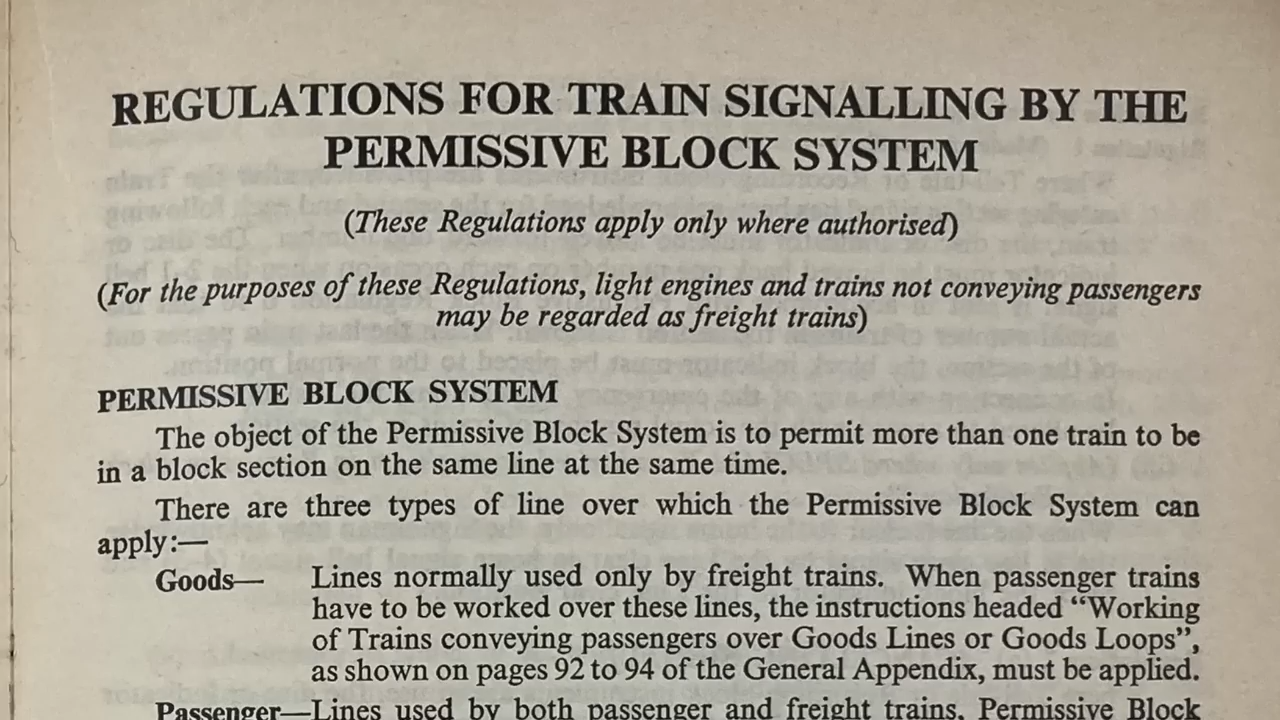 REGULATIONS FOR TRAIN SIGNALLING BY THE
PERMISSIVE BLOCK SYSTEM
(These Regulations apply only where authorised)
(For the purposes of these Regulations, light engines and trains not conveying passengers
may be regarded as freight trains)
PERMISSIVE BLOCK SYSTEM
The object of the Permissive Block System is to permit more than one train to be
in a block section on the same line at the same time.
There are three types of line over which the Permissive Block System can
apply:—
Goods— Lines normally used only by freight trains. When passenger trains
have to be worked over these lines, the instructions headed “Working
of Trains conveying passengers over Goods Lines or Goods Loops”,
as shown on pages 92 to 94 of the General Appendix, must be applied.
Passenger—Lines used by both passenger and freight trains. Permissive Block